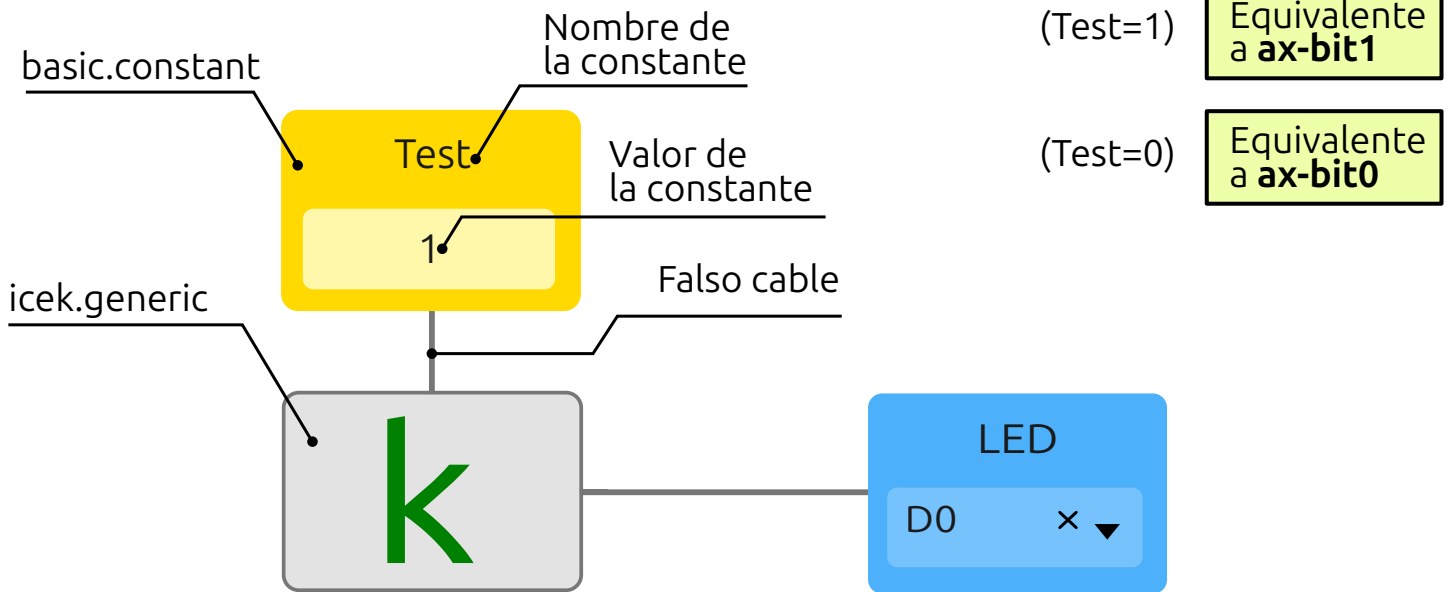 basic.constant
Nombre de
la constante
(Test=1)
Equivalente
a ax-bit1
Test
Valor de
la constante
(Test=0)
Equivalente
a ax-bit0
1
icek.generic
Falso cable
k
LED
D0 × ▼